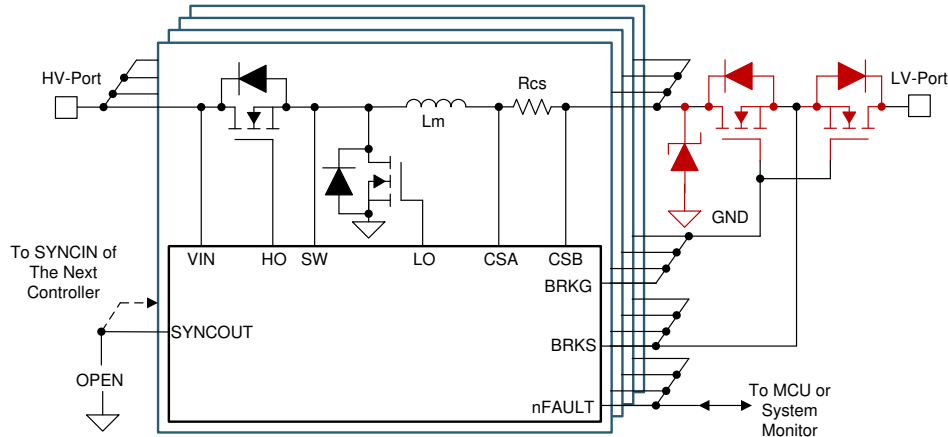 HV-Port
LV-Port
Rcs
Lm
GND
To SYNCIN of
The Next
Controller
VIN
HO
SW
LO
CSA
CSB
BRKG
SYNCOUT
BRKS
OPEN
nFAULT
To MCU or
System
Monitor